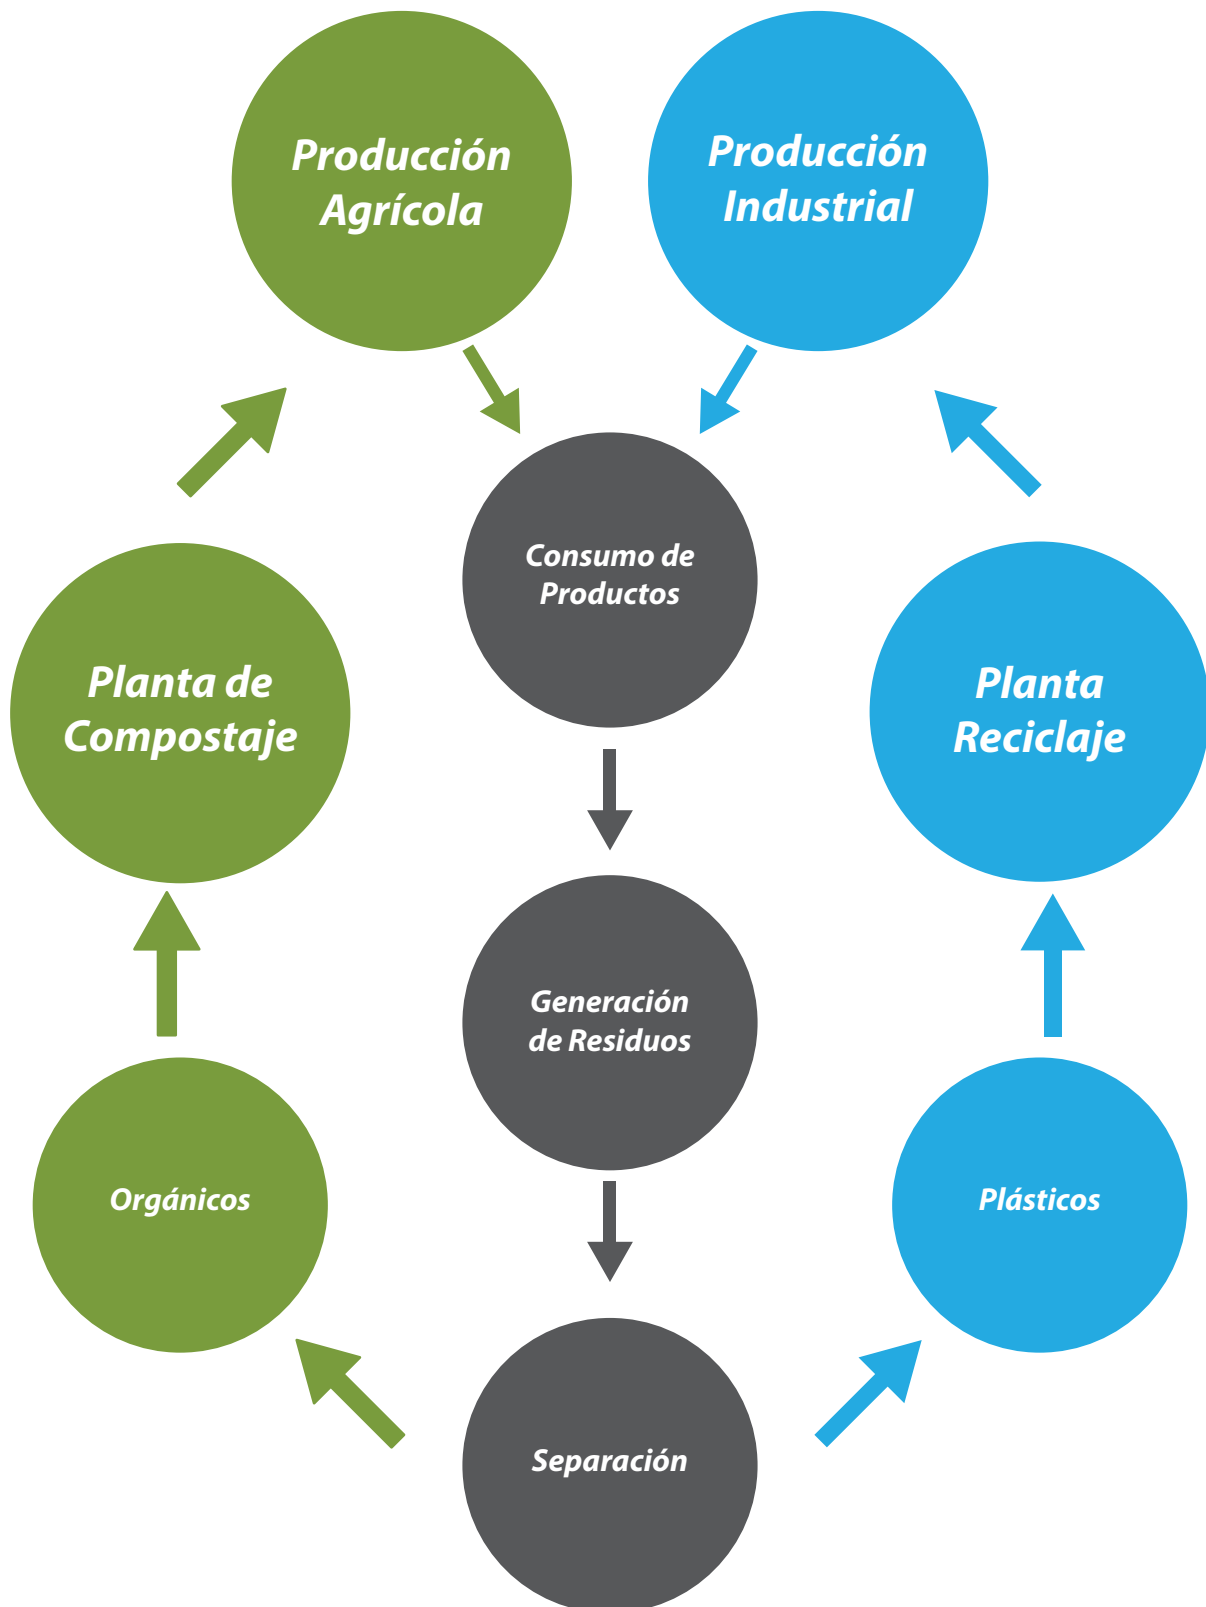 Producción
Agrícola
Producción
Industrial
Consumo de
Productos
Planta de
Compostaje
Planta
Reciclaje
Generación
de Residuos
Orgánicos
Plásticos
Separación